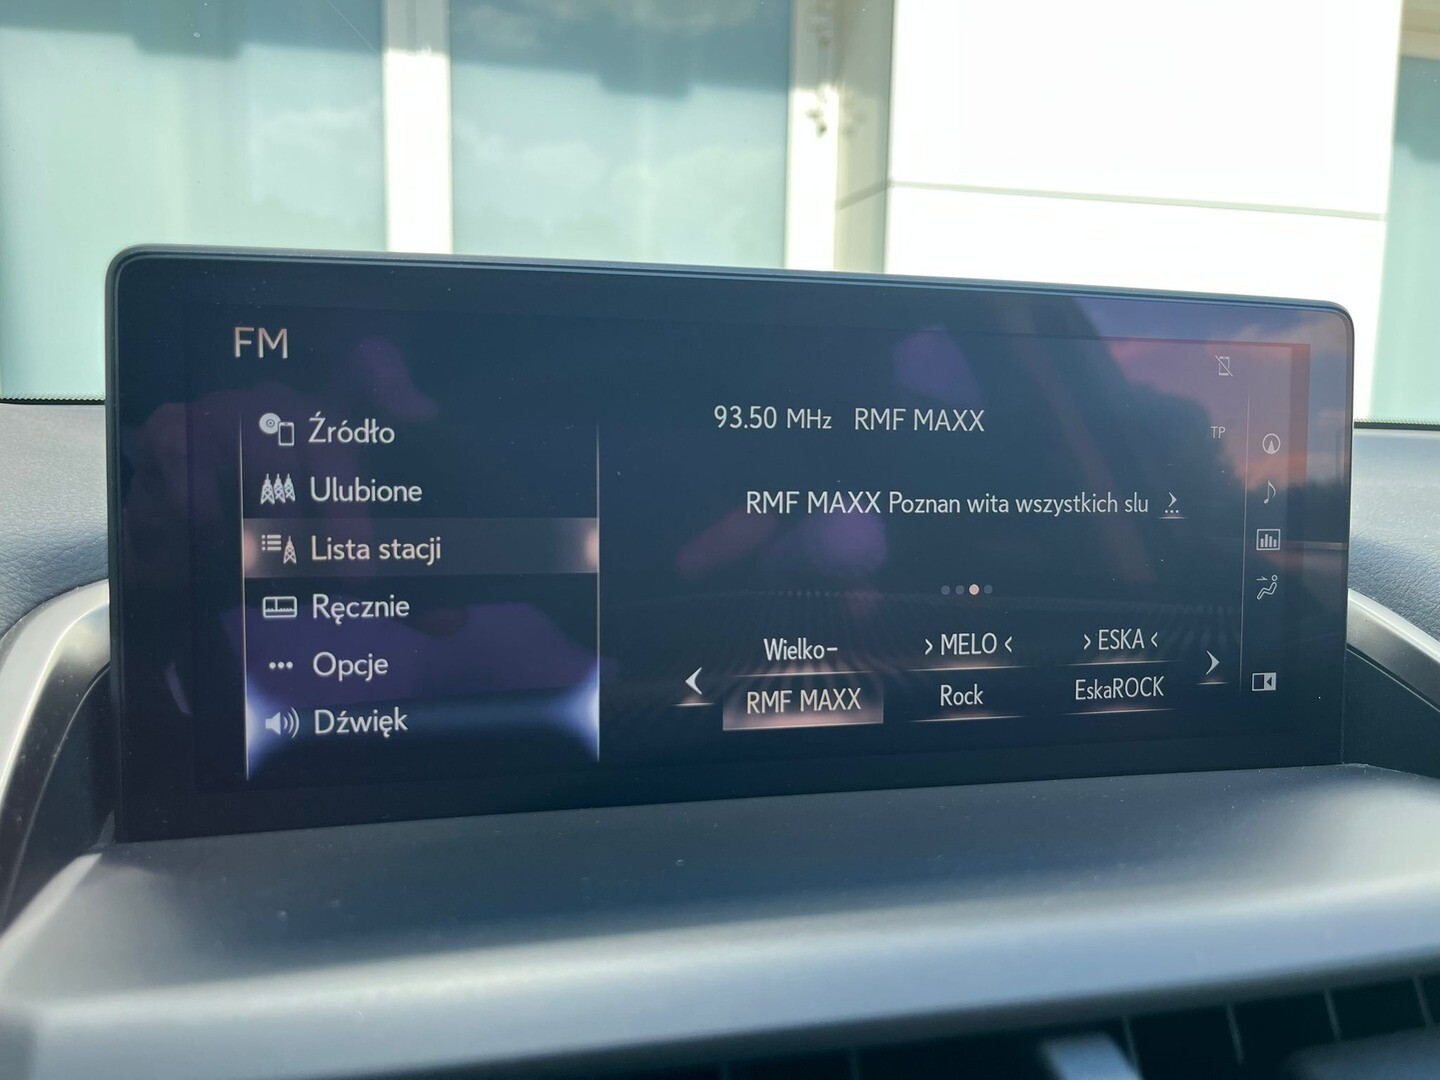 FM
Źródło
Ulubione
Lista stacji
Ręcznie
Opcje
Dźwięk
93.50 MHz RMF MAXX
TP
RMF MAXX Poznan wita wszystkich slu
Wielko- >MELO< >ESKA<
RMF MAXX Rock EskaROCK